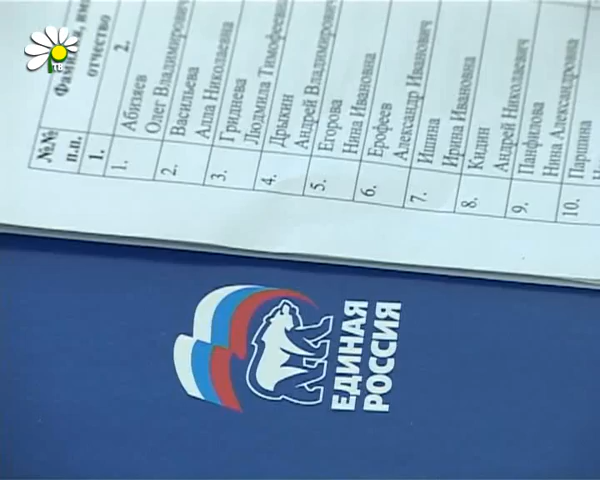 ТВ
№№
п.п.
отчество
1.
2.
1.
Абизяев
Олег Владимирович
2.
Васильева
Алла Николаевна
3.
Гриднева
Людмила Тимофеевна
4.
Дрыкин
Андрей Владимирович
5.
Егорова
Нина Ивановна
6.
Ерофеев
Александр Иванович
7.
Ишина
Ирина Ивановна
8.
Кидин
Андрей Николаевич
9.
Панфилова
Нина Александровна
10.
Паршина
ЕДИНАЯ
РОССИЯ